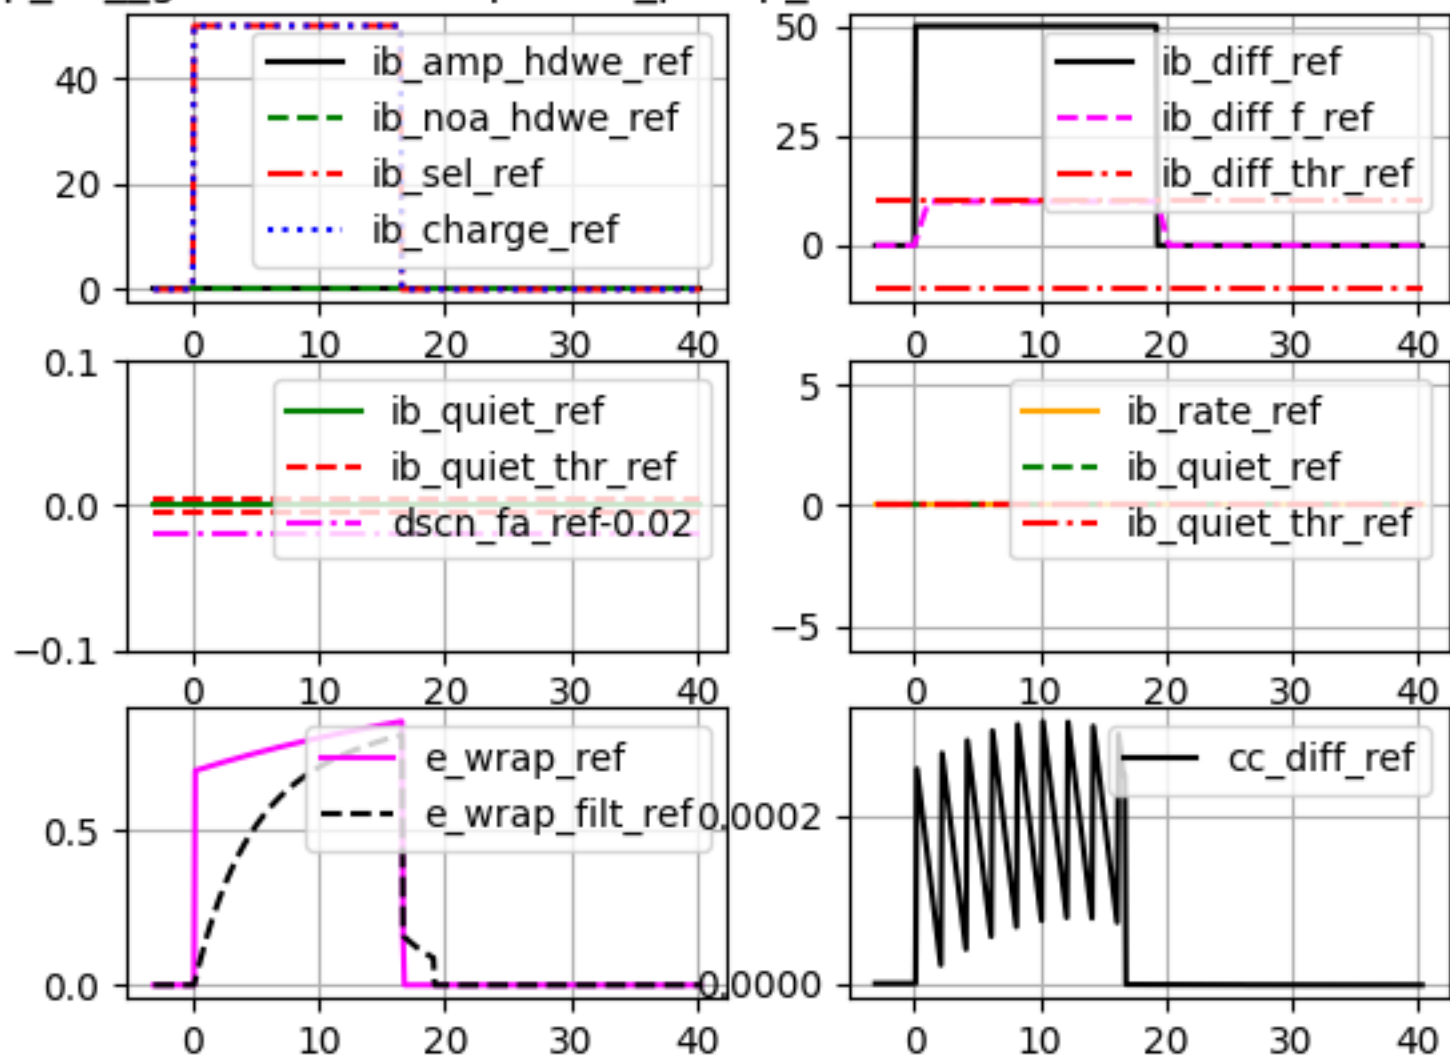 40
20
0
ib_amp_hdwe_ref
ib_noa_hdwe_ref
ib_sel_ref
ib_charge_ref
0 10 20 30 40
50
25
0
ib_diff_ref
ib_diff_f_ref
ib_diff_thr_ref
0 10 20 30 40
0.1
0.0
−0.1
ib_quiet_ref
ib_quiet_thr_ref
dscn_fa_ref-0.02
0 10 20 30 40
5
0
−5
ib_rate_ref
ib_quiet_ref
ib_quiet_thr_ref
0 10 20 30 40
0.5
0.0
e_wrap_ref
e_wrap_filt_ref
0 10 20 30 40
0.0002
0.0000
cc_diff_ref
0 10 20 30 40